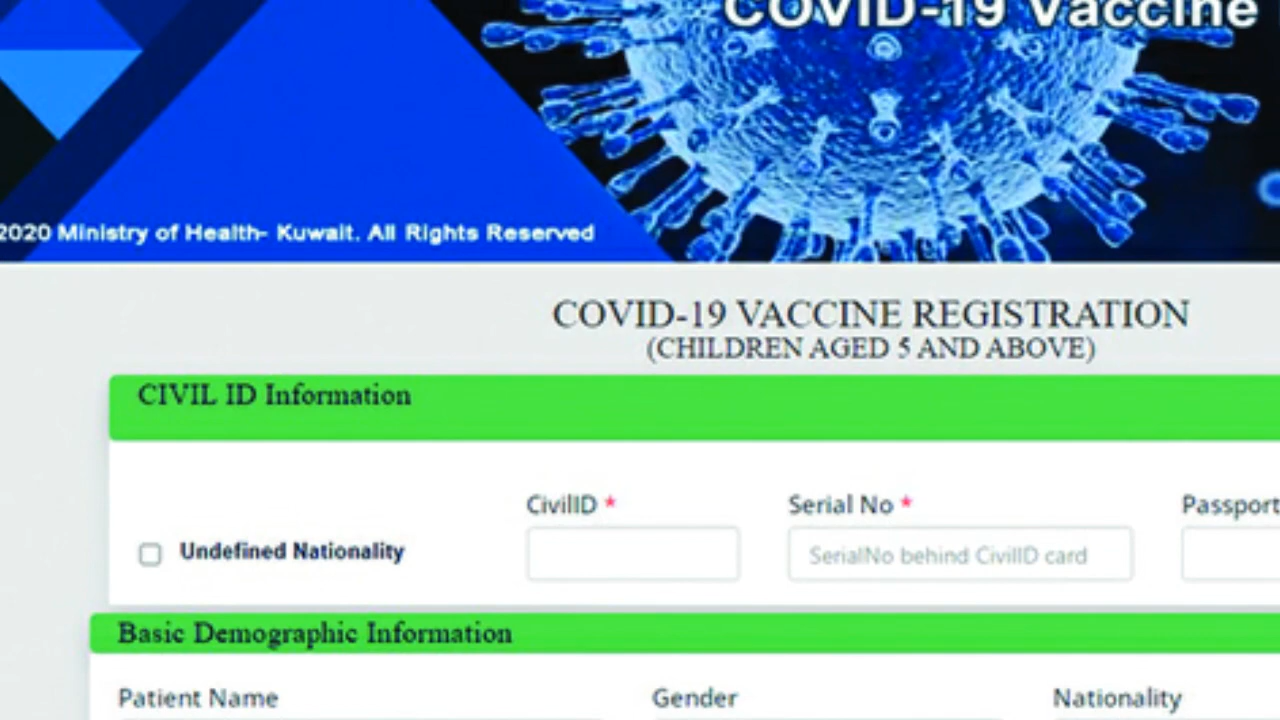 COVID-19 Vaccine
2020 Ministry of Health- Kuwait. All Rights Reserved
COVID-19 VACCINE REGISTRATION
(CHILDREN AGED 5 AND ABOVE)
CIVIL ID Information
CivilID * Serial No * Passport
Undefined Nationality SerialNo behind CivilID card
Basic Demographic Information
Patient Name Gender Nationality